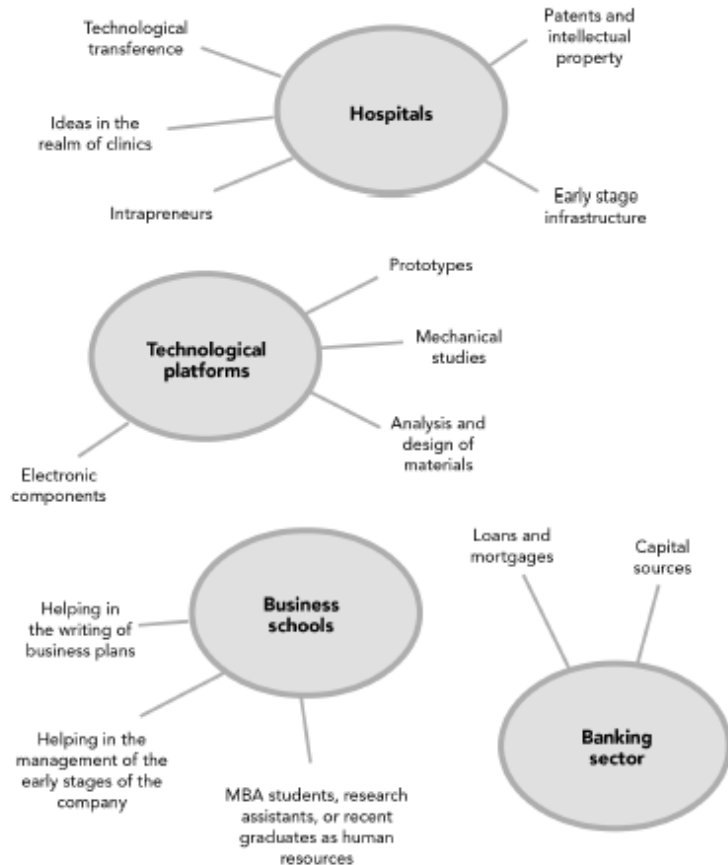 Technological
transference
Patents and
intellectual
property
Hospitals
Ideas in the
realm of clinics
Intrapreneurs
Early stage
infrastructure
Prototypes
Technological
platforms
Mechanical
studies
Analysis and
design of
materials
Electronic
components
Loans and
mortgages
Capital
sources
Business
schools
Helping in
the writing of
business plans
Helping in the
management of the
early stages of the
company
MBA students, research
assistants, or recent
graduates as human
resources
Banking
sector